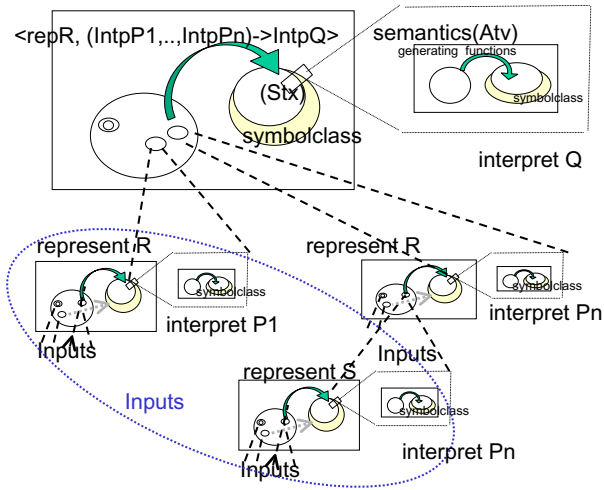 <repR, (IntpP1,..,IntpPn)->IntpQ>
semantics(Atv)
generating functions
(Stx)
symbolclass
symbolclass
interpret Q
represent R
represent R
symbolclass
symbolclass
interpret P1
interpret Pn
Inputs
Inputs
represent S
Inputs
symbolclass
interpret Pn
Inputs